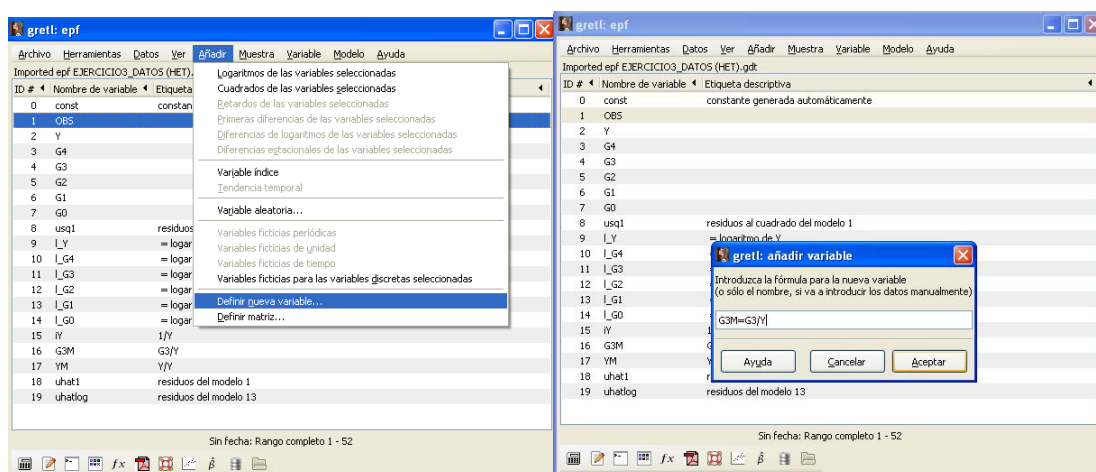 gretl: epf
Archivo Herramientas Datos Ver Añadir Muestra Variable Modelo Ayuda
Imported epf EJERCICIO3_DATOS (HET).
ID # Nombre de variable Etiqueta
0 const constan
1 OBS
2 Y
3 G4
4 G3
5 G2
6 G1
7 G0
8 usq1 residuos
9 l_Y = logar
10 l_G4 = logar
11 l_G3 = logar
12 l_G2 = logar
13 l_G1 = logar
14 l_G0 = logar
15 iY 1/Y
16 G3M G3/Y
17 YM Y/Y
18 uhat1 residuos del modelo 1
19 uhatlog residuos del modelo 13
Logaritmos de las variables seleccionadas
Cuadrados de las variables seleccionadas
Retardos de las variables seleccionadas
Primeras diferencias de las variables seleccionadas
Diferencias de logaritmos de las variables seleccionadas
Diferencias estacionales de las variables seleccionadas
Variable índice
Tendencia temporal
Variable aleatoria...
Variables ficticias periódicas
Variables ficticias de unidad
Variables ficticias de tiempo
Variables ficticias para las variables discretas seleccionadas
Definir nueva variable...
Definir matriz...
Sin fecha: Rango completo 1 - 52
fx β̂
gretl: epf
Archivo Herramientas Datos Ver Añadir Muestra Variable Modelo Ayuda
Imported epf EJERCICIO3_DATOS (HET).gdt
ID # Nombre de variable Etiqueta descriptiva
0 const constante generada automáticamente
1 OBS
2 Y
3 G4
4 G3
5 G2
6 G1
7 G0
8 usq1 residuos al cuadrado del modelo 1
9 l_Y = logaritmo de Y
10 l_G4
11 l_G3
12 l_G2
13 l_G1
14 l_G0
15 iY 1
16 G3M G
17 YM Y
18 uhat1 r
19 uhatlog residuos del modelo 13
gretl: añadir variable
Introduzca la fórmula para la nueva variable
(o sólo el nombre, si va a introducir los datos manualmente)
G3M=G3/Y
Ayuda Cancelar Aceptar
Sin fecha: Rango completo 1 - 52
fx β̂